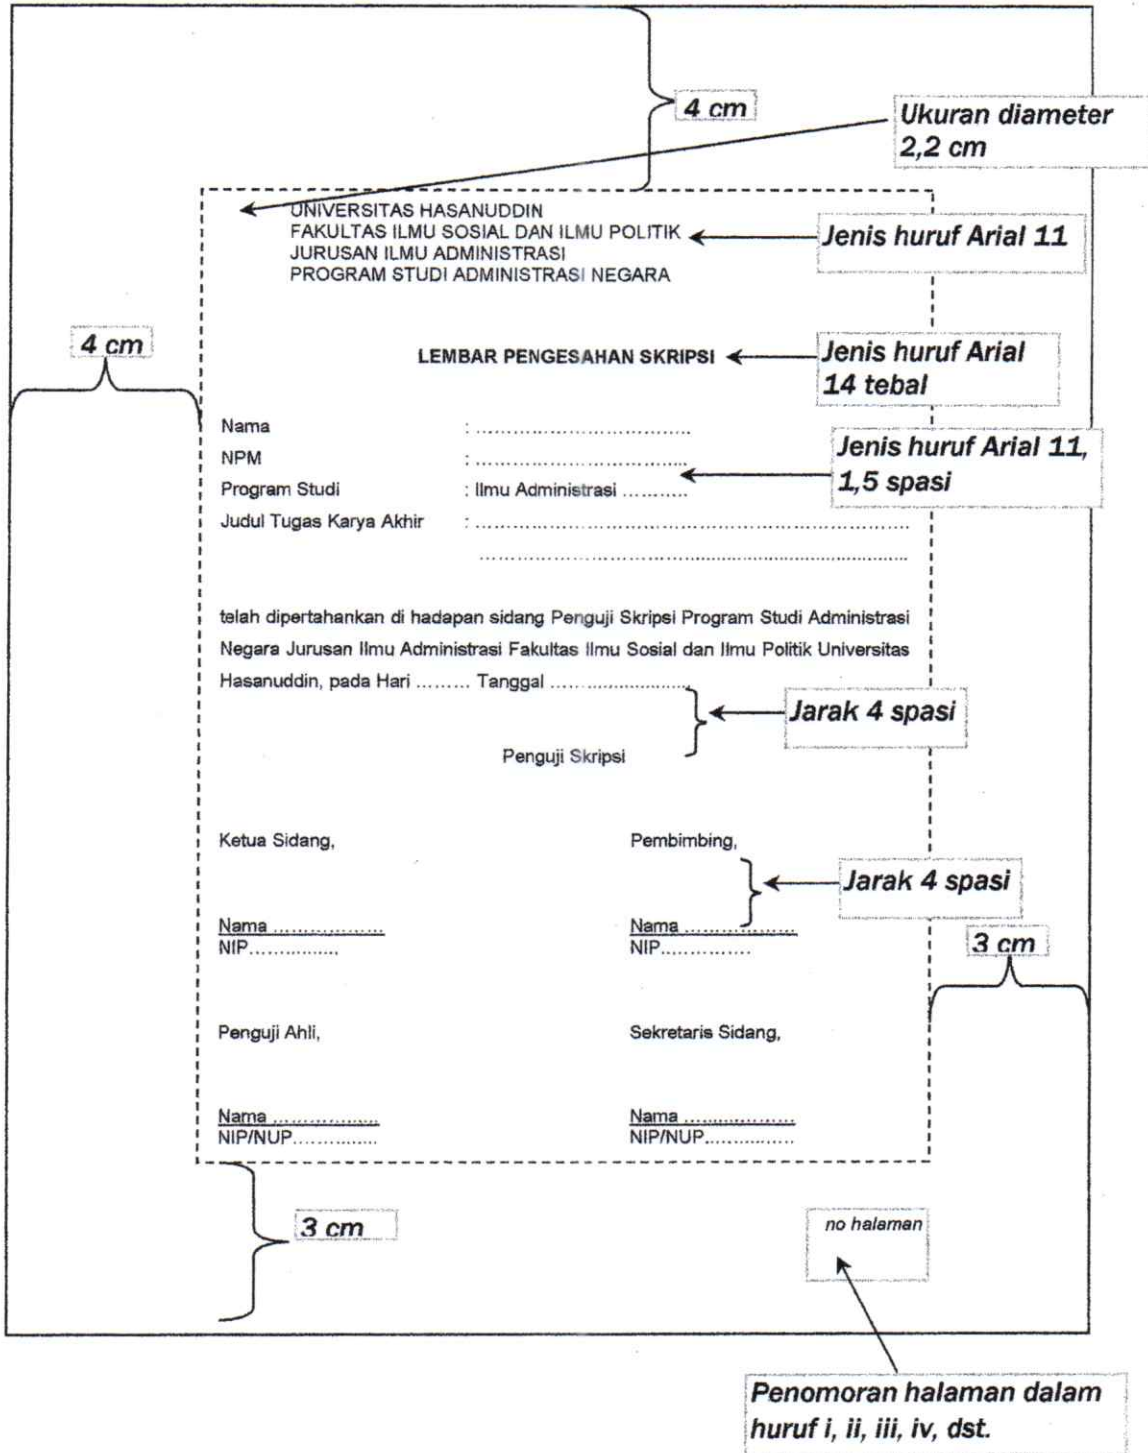 4 cm
Ukuran diameter
2,2 cm
UNIVERSITAS HASANUDDIN
FAKULTAS ILMU SOSIAL DAN ILMU POLITIK
JURUSAN ILMU ADMINISTRASI
PROGRAM STUDI ADMINISTRASI NEGARA
Jenis huruf Arial 11
4 cm
LEMBAR PENGESAHAN SKRIPSI
Jenis huruf Arial
14 tebal
Nama : ........................................
NPM : ........................................
Program Studi : Ilmu Administrasi ...........
Jenis huruf Arial 11,
1,5 spasi
Judul Tugas Karya Akhir : ................................................................................
................................................................................
telah dipertahankan di hadapan sidang Penguji Skripsi Program Studi Administrasi
Negara Jurusan Ilmu Administrasi Fakultas Ilmu Sosial dan Ilmu Politik Universitas
Hasanuddin, pada Hari ......... Tanggal ..........................
Jarak 4 spasi
Penguji Skripsi
Ketua Sidang, Pembimbing,
Jarak 4 spasi
Nama .................... Nama ....................
NIP................ NIP................
3 cm
Penguji Ahli, Sekretaris Sidang,
Nama ................... Nama ....................
NIP/NUP............... NIP/NUP................
3 cm
no halaman
Penomoran halaman dalam
huruf i, ii, iii, iv, dst.